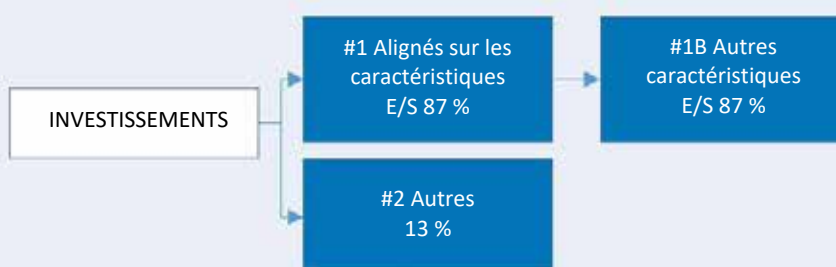 INVESTISSEMENTS
#1 Alignés sur les
caractéristiques
E/S 87 %
#1B Autres
caractéristiques
E/S 87 %
#2 Autres
13 %